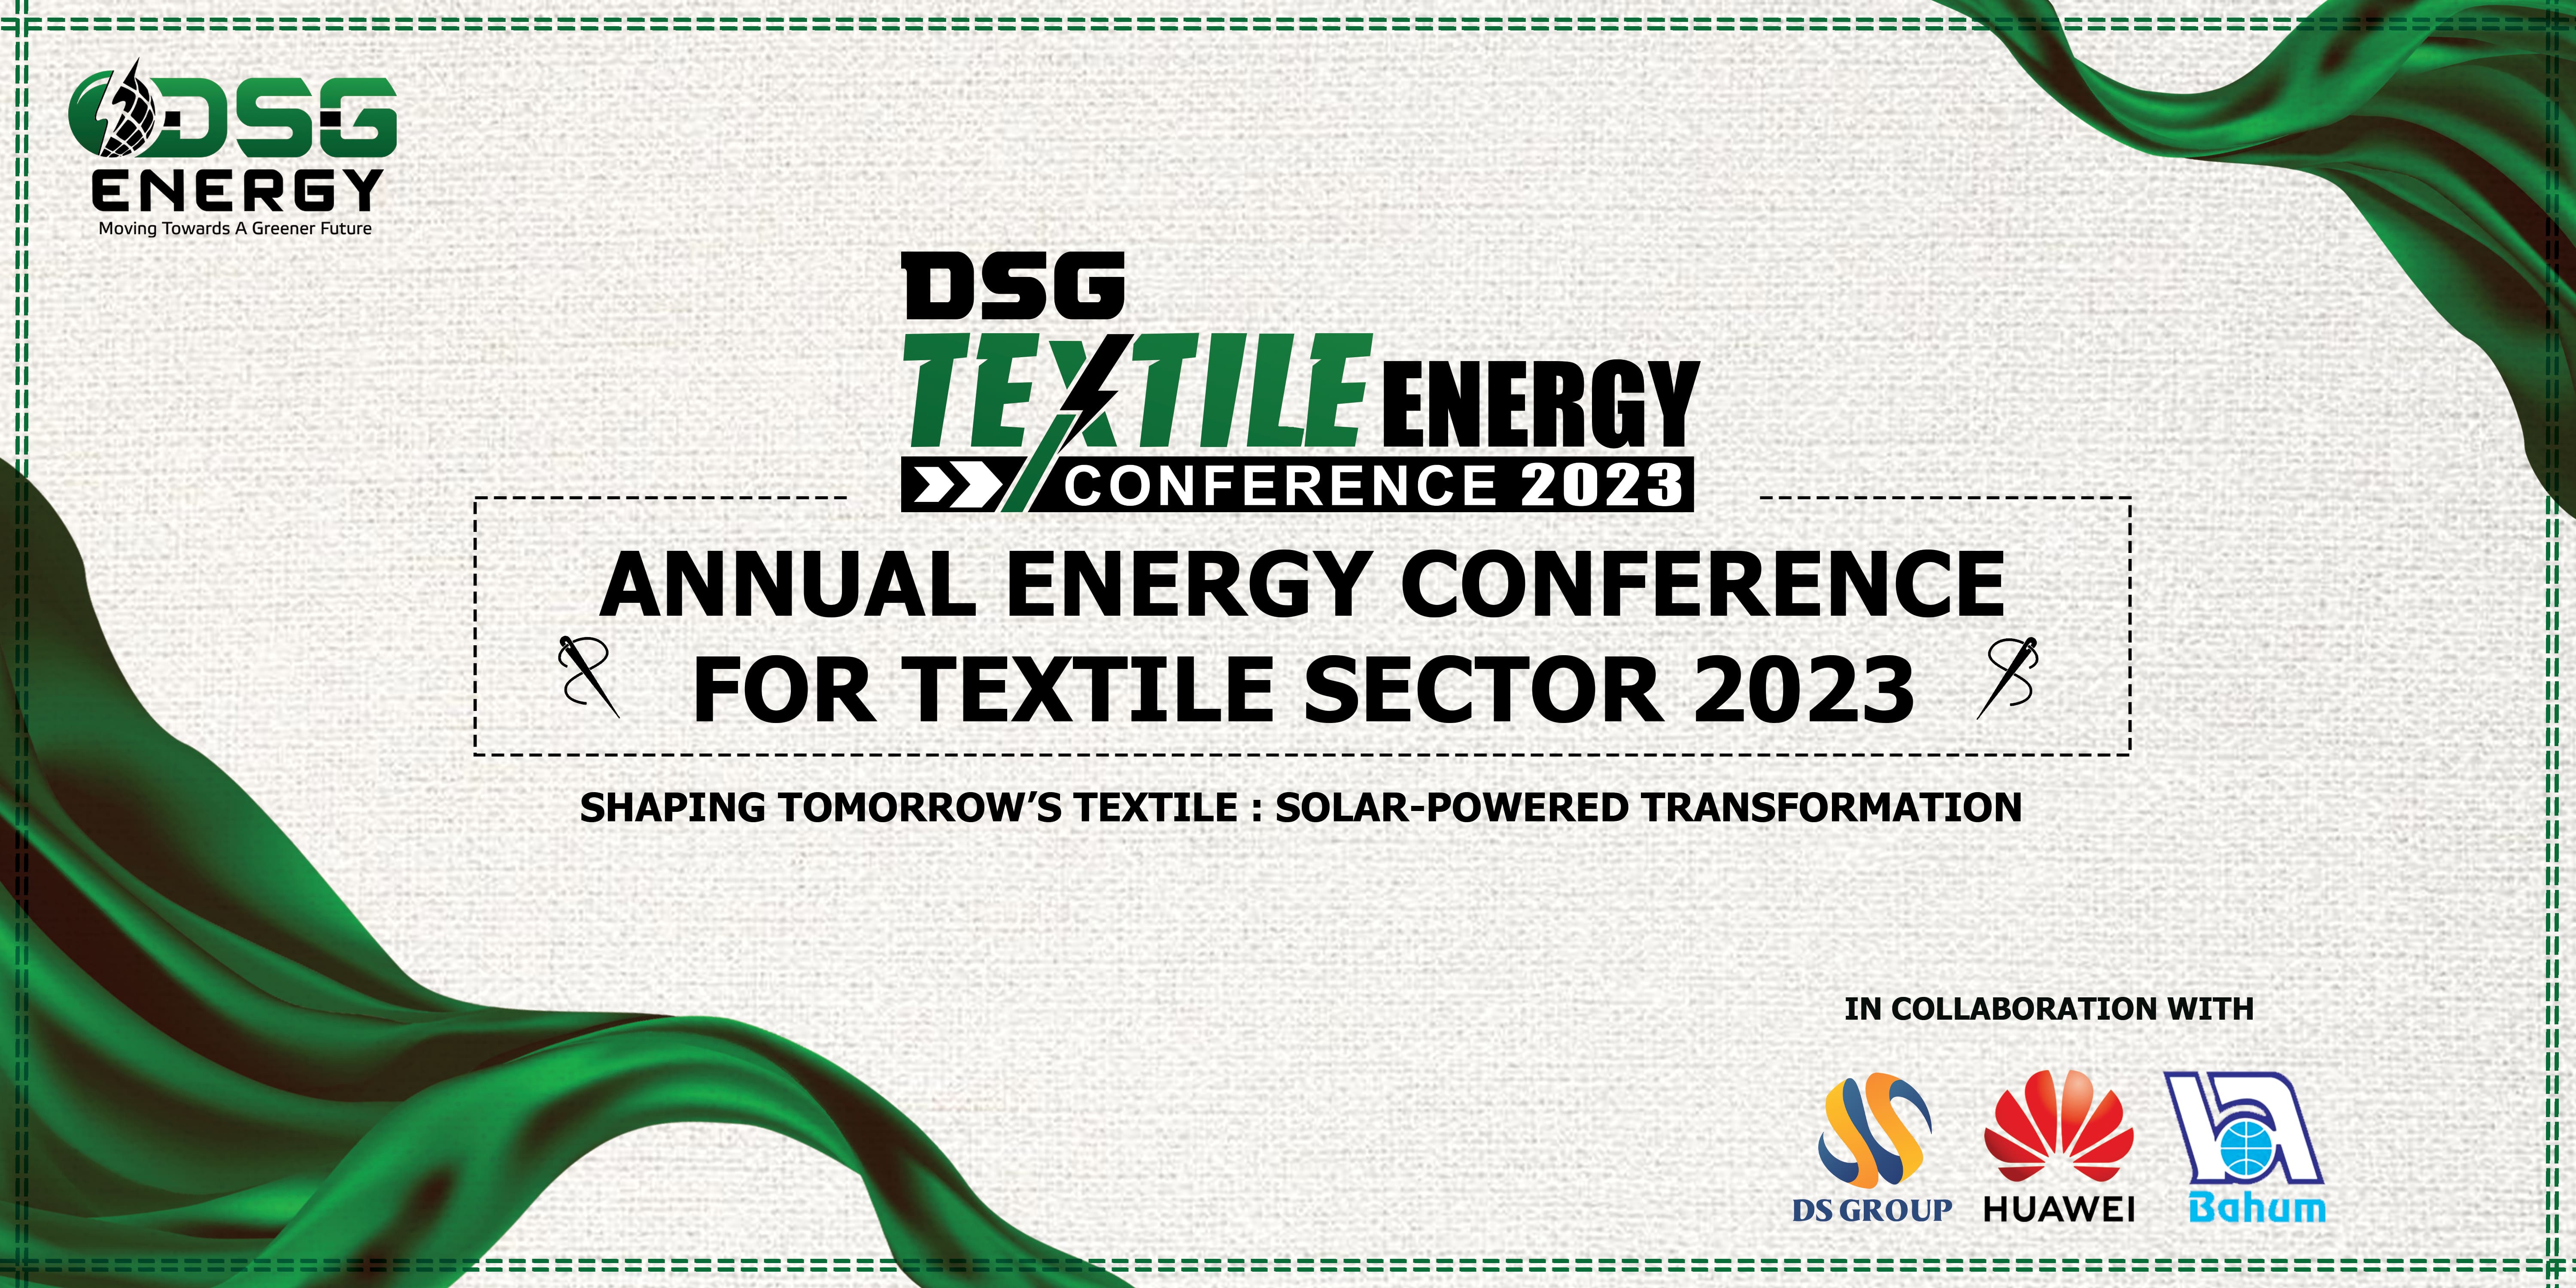 DSG
ENERGY
Moving Towards A Greener Future
DSG
TEXTILE ENERGY
CONFERENCE 2023
ANNUAL ENERGY CONFERENCE
FOR TEXTILE SECTOR 2023
SHAPING TOMORROW'S TEXTILE : SOLAR-POWERED TRANSFORMATION
IN COLLABORATION WITH
DS GROUP
HUAWEI
Bahum